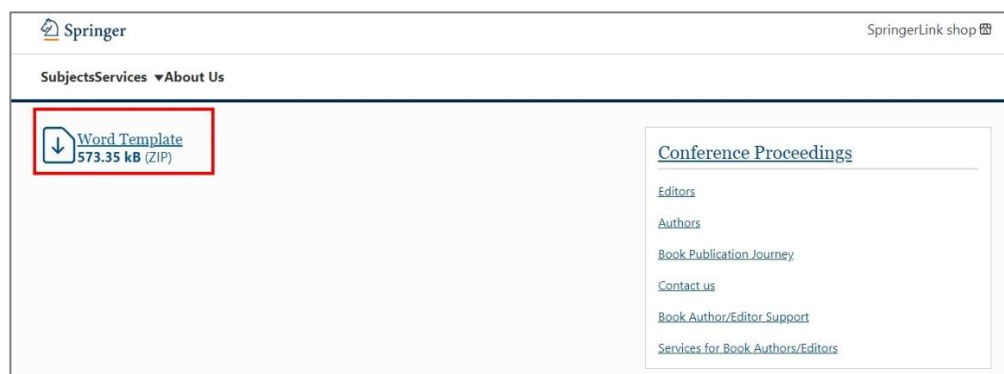 Springer
SpringerLink shop
SubjectsServices ▾About Us
Word Template
573.35 kB (ZIP)
Conference Proceedings
Editors
Authors
Book Publication Journey
Contact us
Book Author/Editor Support
Services for Book Authors/Editors